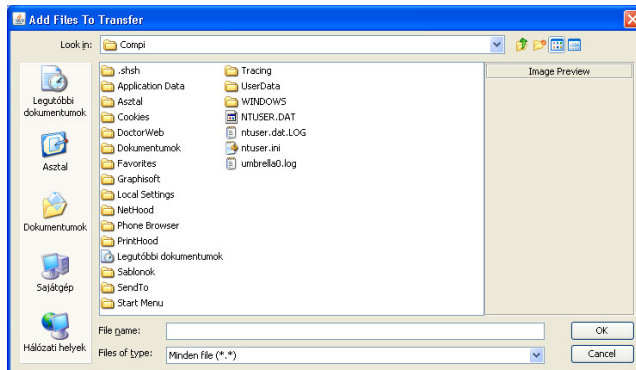 Add Files To Transfer
Look in:
Compi
Legutóbbi
dokumentumok
Asztal
Dokumentumok
Sajátgép
Hálózati helyek
.shsh
Application Data
Asztal
Cookies
DoctorWeb
Dokumentumok
Favorites
Graphisoft
Local Settings
NetHood
Phone Browser
PrintHood
Legutóbbi dokumentumok
Sablonok
SendTo
Start Menu
Tracing
UserData
WINDOWS
NTUSER.DAT
ntuser.dat.LOG
ntuser.ini
umbrella0.log
Image Preview
File name:
OK
Files of type:
Minden file (*.*)
Cancel